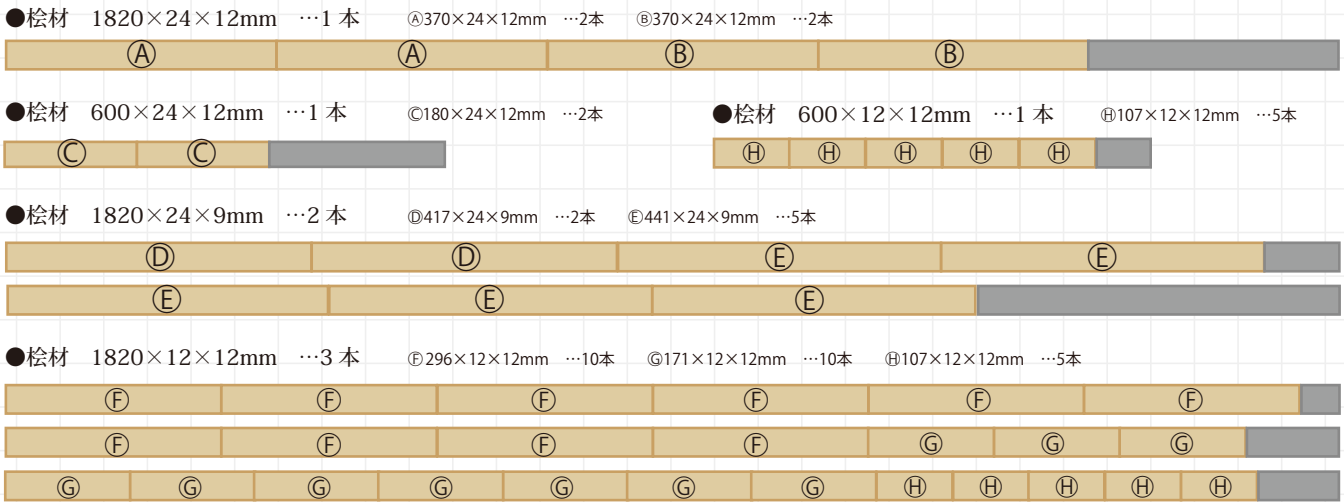 ●桧材　1820×24×12mm　…1 本　Ⓐ370×24×12mm　…2本　Ⓑ370×24×12mm　…2本
Ⓐ Ⓐ Ⓑ Ⓑ
●桧材　600×24×12mm　…1 本　Ⓒ180×24×12mm　…2本
Ⓒ Ⓒ
●桧材　600×12×12mm　…1 本　Ⓗ107×12×12mm　…5本
Ⓗ Ⓗ Ⓗ Ⓗ Ⓗ
●桧材　1820×24×9mm　…2 本　Ⓓ417×24×9mm　…2本　Ⓔ441×24×9mm　…5本
Ⓓ Ⓓ Ⓔ Ⓔ
Ⓔ Ⓔ Ⓔ
●桧材　1820×12×12mm　…3 本　Ⓕ296×12×12mm　…10本　Ⓖ171×12×12mm　…10本　Ⓗ107×12×12mm　…5本
Ⓕ Ⓕ Ⓕ Ⓕ Ⓕ Ⓕ
Ⓕ Ⓕ Ⓕ Ⓕ Ⓖ Ⓖ Ⓖ
Ⓖ Ⓖ Ⓖ Ⓖ Ⓖ Ⓖ Ⓖ Ⓗ Ⓗ Ⓗ Ⓗ Ⓗ